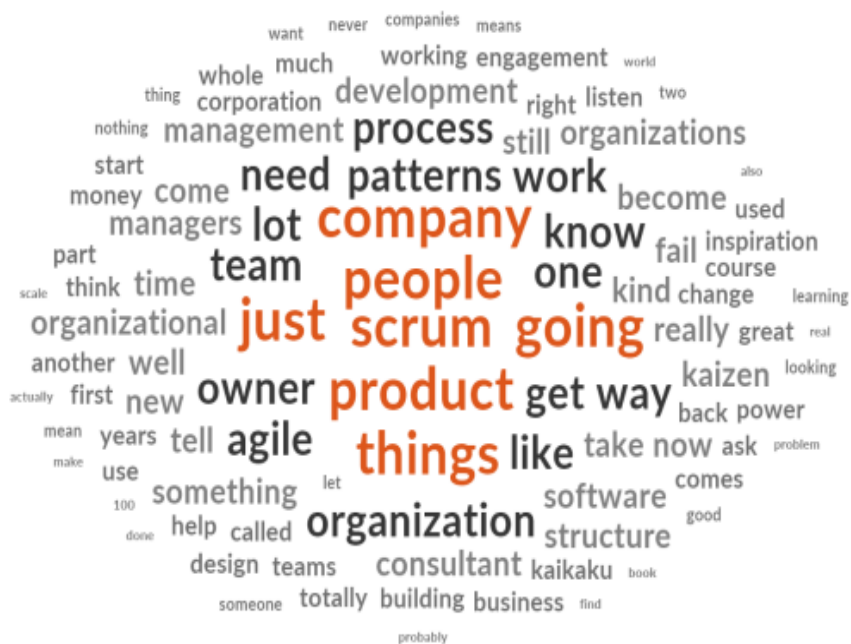 want never companies means
whole much working engagement world
thing corporation development right listen two
nothing management process still organizations
start need patterns work also
money come company become used
managers lot know fail inspiration
part team people one course
scale think time kind change learning
organizational just scrum going really great real
another well kaizen looking
actually first new owner product get way back power
mean years tell agile things like take now ask problem
make use comes
100 something let software good
done help called organization structure
design teams consultant kaikaku book
someone totally building business find
probably